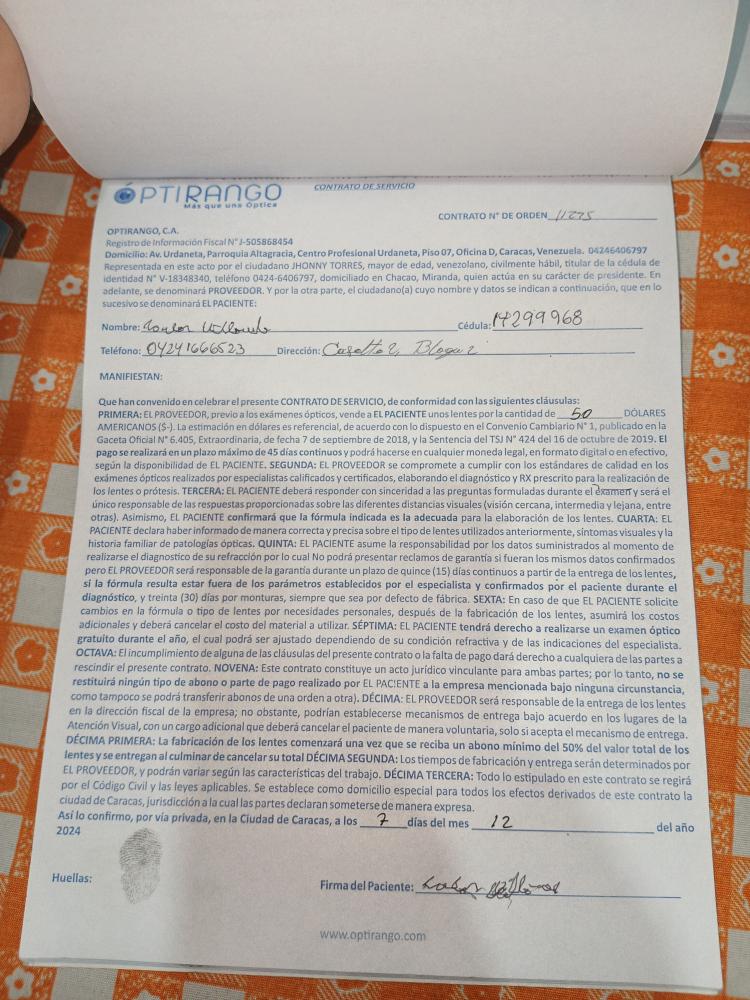 ÓPTIRANGO
Más que una Óptica
CONTRATO DE SERVICIO
CONTRATO N° DE ORDEN 11275
OPTIRANGO, C.A.
Registro de Información Fiscal N° J-505868454
Domicilio: Av. Urdaneta, Parroquia Altagracia, Centro Profesional Urdaneta, Piso 07, Oficina D, Caracas, Venezuela. 04246406797
Representada en este acto por el ciudadano JHONNY TORRES, mayor de edad, venezolano, civilmente hábil, titular de la cédula de
identidad N° V-18348340, teléfono 0424-6406797, domiciliado en Chacao, Miranda, quien actúa en su carácter de presidente. En
adelante, se denominará PROVEEDOR. Y por la otra parte, el ciudadano(a) cuyo nombre y datos se indican a continuación, que en lo
sucesivo se denominará EL PACIENTE:
Nombre: Cédula: 14299968
Teléfono: 04241666523 Dirección: Bloque 2
MANIFIESTAN:
Que han convenido en celebrar el presente CONTRATO DE SERVICIO, de conformidad con las siguientes cláusulas:
PRIMERA: EL PROVEEDOR, previo a los exámenes ópticos, vende a EL PACIENTE unos lentes por la cantidad de 50 DÓLARES
AMERICANOS ($-). La estimación en dólares es referencial, de acuerdo con lo dispuesto en el Convenio Cambiario N° 1, publicado en la
Gaceta Oficial N° 6.405, Extraordinaria, de fecha 7 de septiembre de 2018, y la Sentencia del TSJ N° 424 del 16 de octubre de 2019. El
pago se realizará en un plazo máximo de 45 días continuos y podrá hacerse en cualquier moneda legal, en formato digital o en efectivo,
según la disponibilidad de EL PACIENTE. SEGUNDA: EL PROVEEDOR se compromete a cumplir con los estándares de calidad en los
exámenes ópticos realizados por especialistas calificados y certificados, elaborando el diagnóstico y RX prescrito para la realización de
los lentes o prótesis. TERCERA: EL PACIENTE deberá responder con sinceridad a las preguntas formuladas durante el examen y será el
único responsable de las respuestas proporcionadas sobre las diferentes distancias visuales (visión cercana, intermedia y lejana, entre
otras). Asimismo, EL PACIENTE confirmará que la fórmula indicada es la adecuada para la elaboración de los lentes. CUARTA: EL
PACIENTE declara haber informado de manera correcta y precisa sobre el tipo de lentes utilizados anteriormente, síntomas visuales y la
historia familiar de patologías ópticas. QUINTA: EL PACIENTE asume la responsabilidad por los datos suministrados al momento de
realizarse el diagnostico de su refracción por lo cual No podrá presentar reclamos de garantía si fueran los mismos datos confirmados
pero EL PROVEEDOR será responsable de la garantía durante un plazo de quince (15) días continuos a partir de la entrega de los lentes,
si la fórmula resulta estar fuera de los parámetros establecidos por el especialista y confirmados por el paciente durante el
diagnóstico, y treinta (30) días por monturas, siempre que sea por defecto de fábrica. SEXTA: En caso de que EL PACIENTE solicite
cambios en la fórmula o tipo de lentes por necesidades personales, después de la fabricación de los lentes, asumirá los costos
adicionales y deberá cancelar el costo del material a utilizar. SÉPTIMA: EL PACIENTE tendrá derecho a realizarse un examen óptico
gratuito durante el año, el cual podrá ser ajustado dependiendo de su condición refractiva y de las indicaciones del especialista.
OCTAVA: El incumplimiento de alguna de las cláusulas del presente contrato o la falta de pago dará derecho a cualquiera de las partes a
rescindir el presente contrato. NOVENA: Este contrato constituye un acto jurídico vinculante para ambas partes; por lo tanto, no se
restituirá ningún tipo de abono o parte de pago realizado por EL PACIENTE a la empresa mencionada bajo ninguna circunstancia,
como tampoco se podrá transferir abonos de una orden a otra). DÉCIMA: EL PROVEEDOR será responsable de la entrega de los lentes
en la dirección fiscal de la empresa; no obstante, podrían establecerse mecanismos de entrega bajo acuerdo en los lugares de la
Atención Visual, con un cargo adicional que deberá cancelar el paciente de manera voluntaria, solo si acepta el mecanismo de entrega.
DÉCIMA PRIMERA: La fabricación de los lentes comenzará una vez que se reciba un abono mínimo del 50% del valor total de los
lentes y se entregan al culminar de cancelar su total DÉCIMA SEGUNDA: Los tiempos de fabricación y entrega serán determinados por
EL PROVEEDOR, y podrán variar según las características del trabajo. DÉCIMA TERCERA: Todo lo estipulado en este contrato se regirá
por el Código Civil y las leyes aplicables. Se establece como domicilio especial para todos los efectos derivados de este contrato la
ciudad de Caracas, jurisdicción a la cual las partes declaran someterse de manera expresa.
Así lo confirmo, por vía privada, en la Ciudad de Caracas, a los 7 días del mes 12 del año
2024
Huellas:
Firma del Paciente:
www.optirango.com